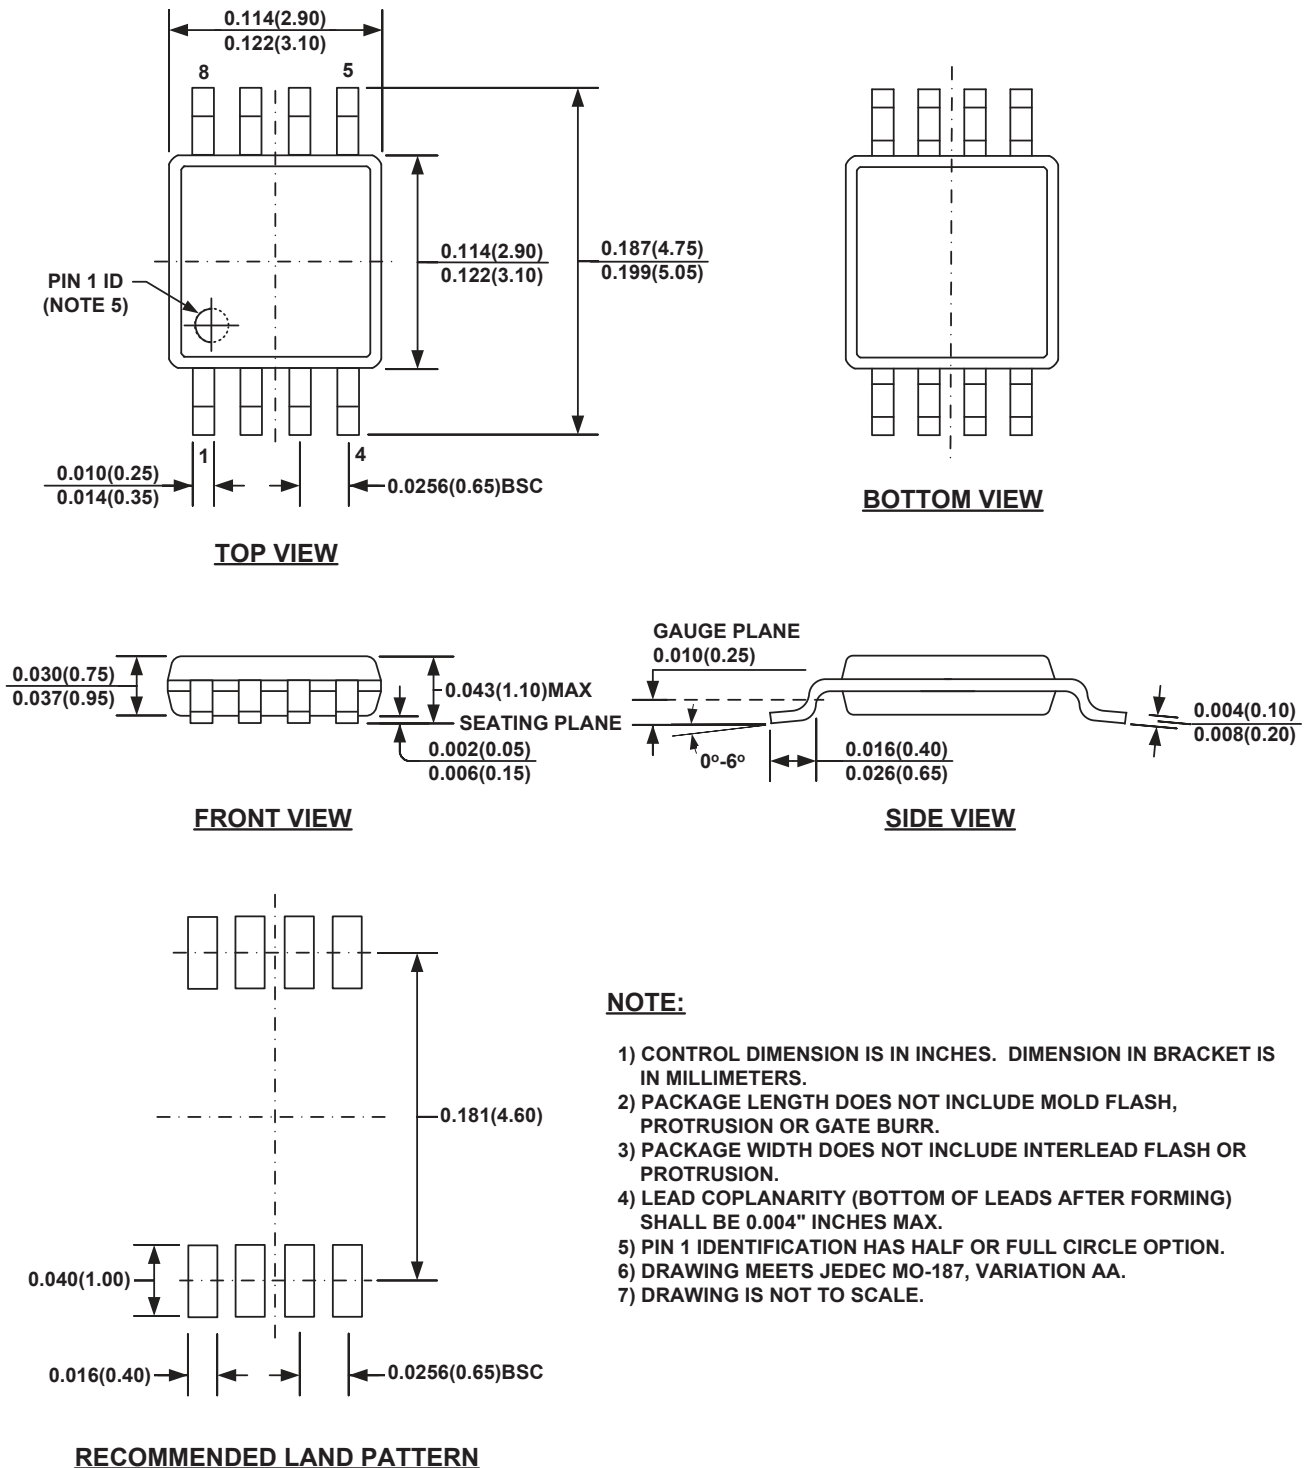 0.114(2.90)
0.122(3.10)
8
5
0.114(2.90)
0.122(3.10)
0.187(4.75)
0.199(5.05)
PIN 1 ID
(NOTE 5)
1
4
0.010(0.25)
0.014(0.35)
0.0256(0.65)BSC
TOP VIEW
BOTTOM VIEW
0.030(0.75)
0.037(0.95)
0.043(1.10)MAX
SEATING PLANE
0.002(0.05)
0.006(0.15)
FRONT VIEW
GAUGE PLANE
0.010(0.25)
0º-6º
0.016(0.40)
0.026(0.65)
0.004(0.10)
0.008(0.20)
SIDE VIEW
0.181(4.60)
0.040(1.00)
0.016(0.40)
0.0256(0.65)BSC
RECOMMENDED LAND PATTERN
NOTE:
1) CONTROL DIMENSION IS IN INCHES. DIMENSION IN BRACKET IS
IN MILLIMETERS.
2) PACKAGE LENGTH DOES NOT INCLUDE MOLD FLASH,
PROTRUSION OR GATE BURR.
3) PACKAGE WIDTH DOES NOT INCLUDE INTERLEAD FLASH OR
PROTRUSION.
4) LEAD COPLANARITY (BOTTOM OF LEADS AFTER FORMING)
SHALL BE 0.004" INCHES MAX.
5) PIN 1 IDENTIFICATION HAS HALF OR FULL CIRCLE OPTION.
6) DRAWING MEETS JEDEC MO-187, VARIATION AA.
7) DRAWING IS NOT TO SCALE.